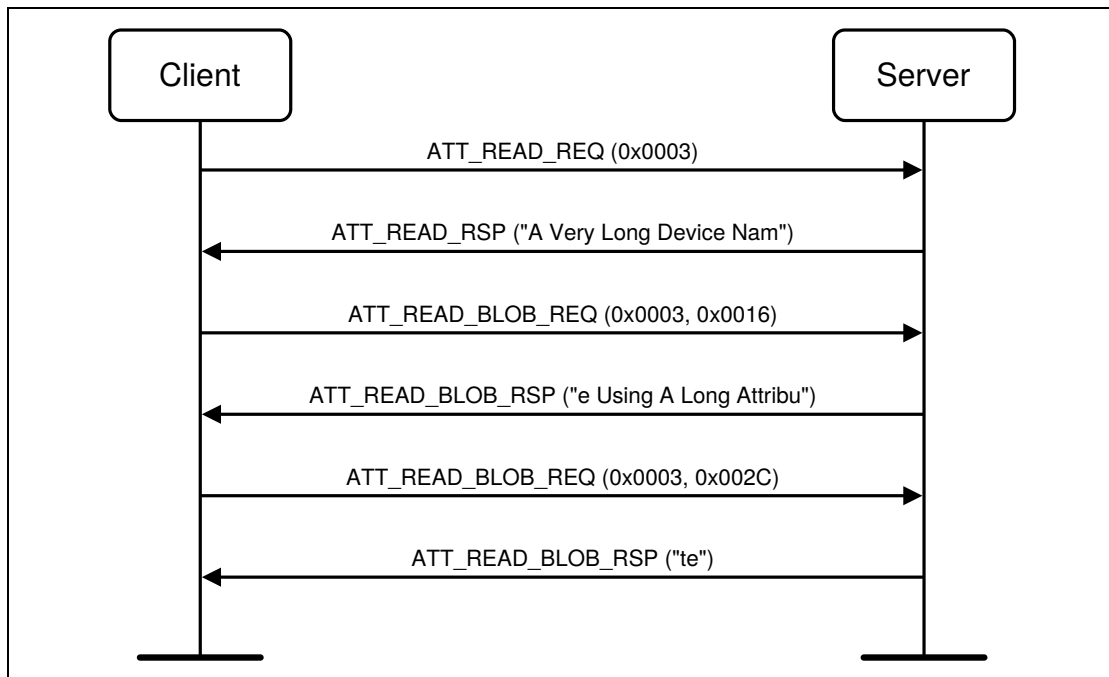 Client
Server
ATT_READ_REQ (0x0003)
ATT_READ_RSP ("A Very Long Device Nam")
ATT_READ_BLOB_REQ (0x0003, 0x0016)
ATT_READ_BLOB_RSP ("e Using A Long Attribu")
ATT_READ_BLOB_REQ (0x0003, 0x002C)
ATT_READ_BLOB_RSP ("te")